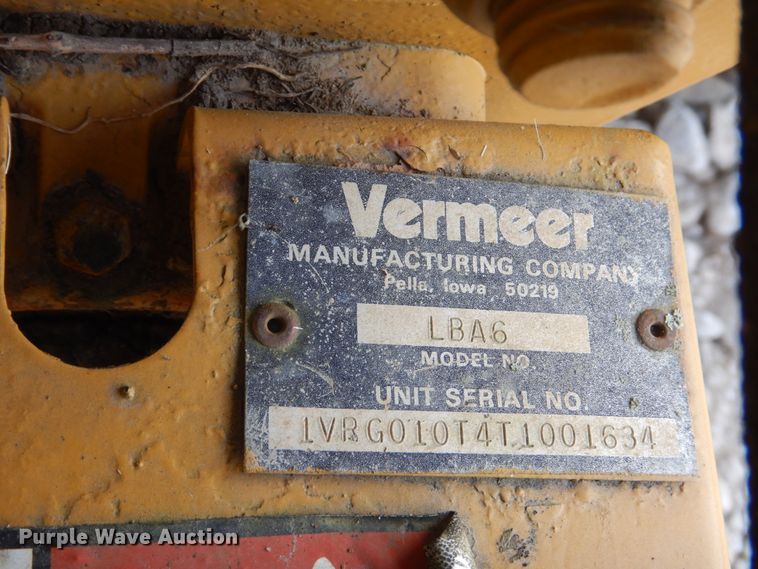 Vermeer
MANUFACTURING COMPANY
Pella, Iowa 50219
LBA6
MODEL NO.
UNIT SERIAL NO.
1VRG010T4T1001634
Purple Wave Auction®